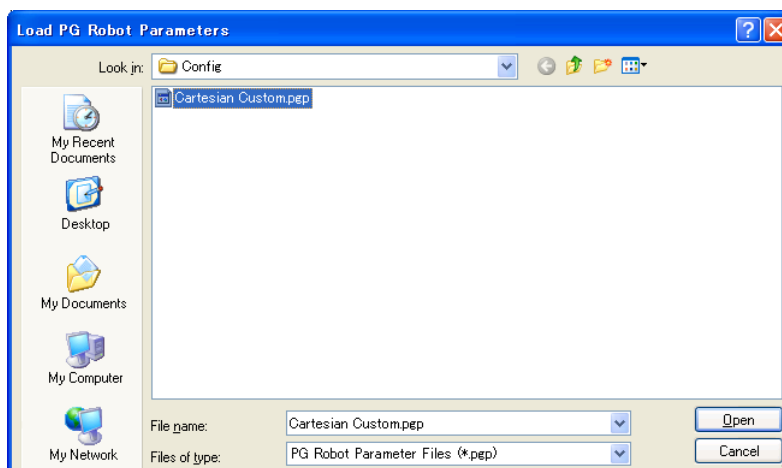 Load PG Robot Parameters
Look in: Config
Cartesian Custom.pgp
My Recent
Documents
Desktop
My Documents
My Computer
My Network
File name: Cartesian Custom.pgp Open
Files of type: PG Robot Parameter Files (*.pgp) Cancel